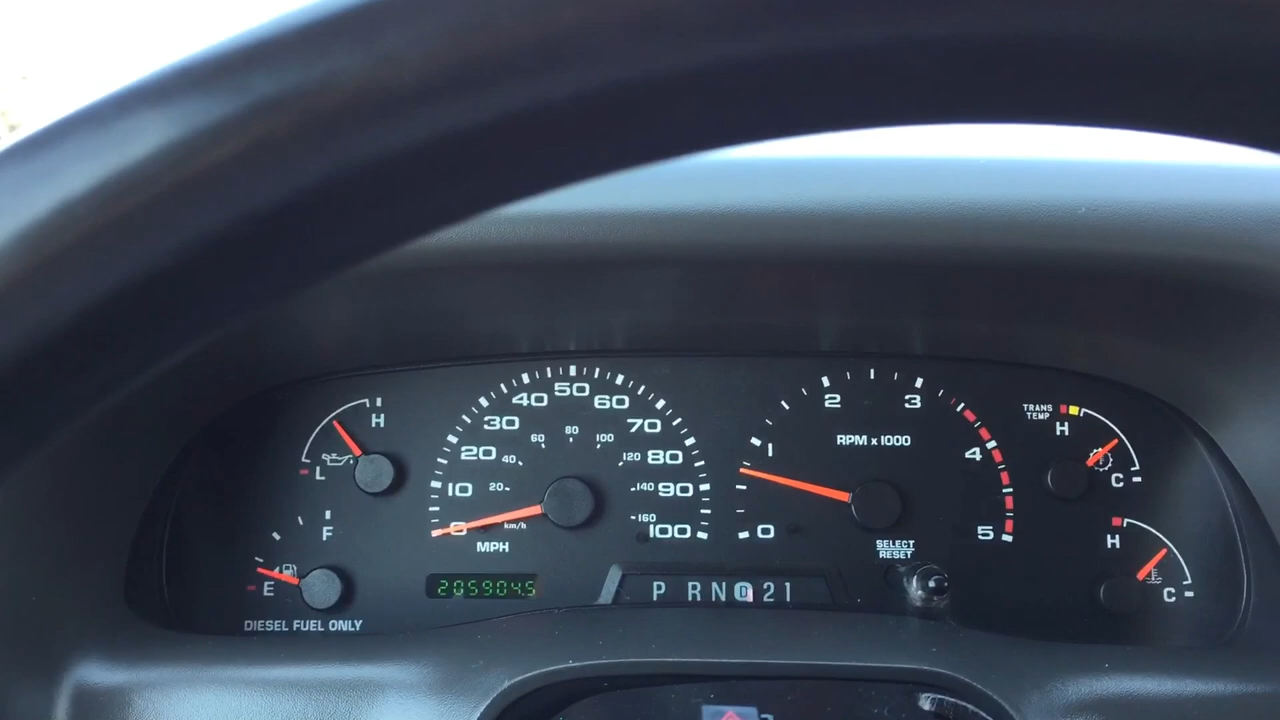 H
L
F
E
DIESEL FUEL ONLY
0 10 20 30 40 50 60 70 80 90 100
20 40 60 80 100 120 140 160
km/h
MPH
205904.5
0 1 2 3 4 5
RPM x 1000
SELECT
RESET
P R N D 2 1
TRANS
TEMP
H
C
H
C